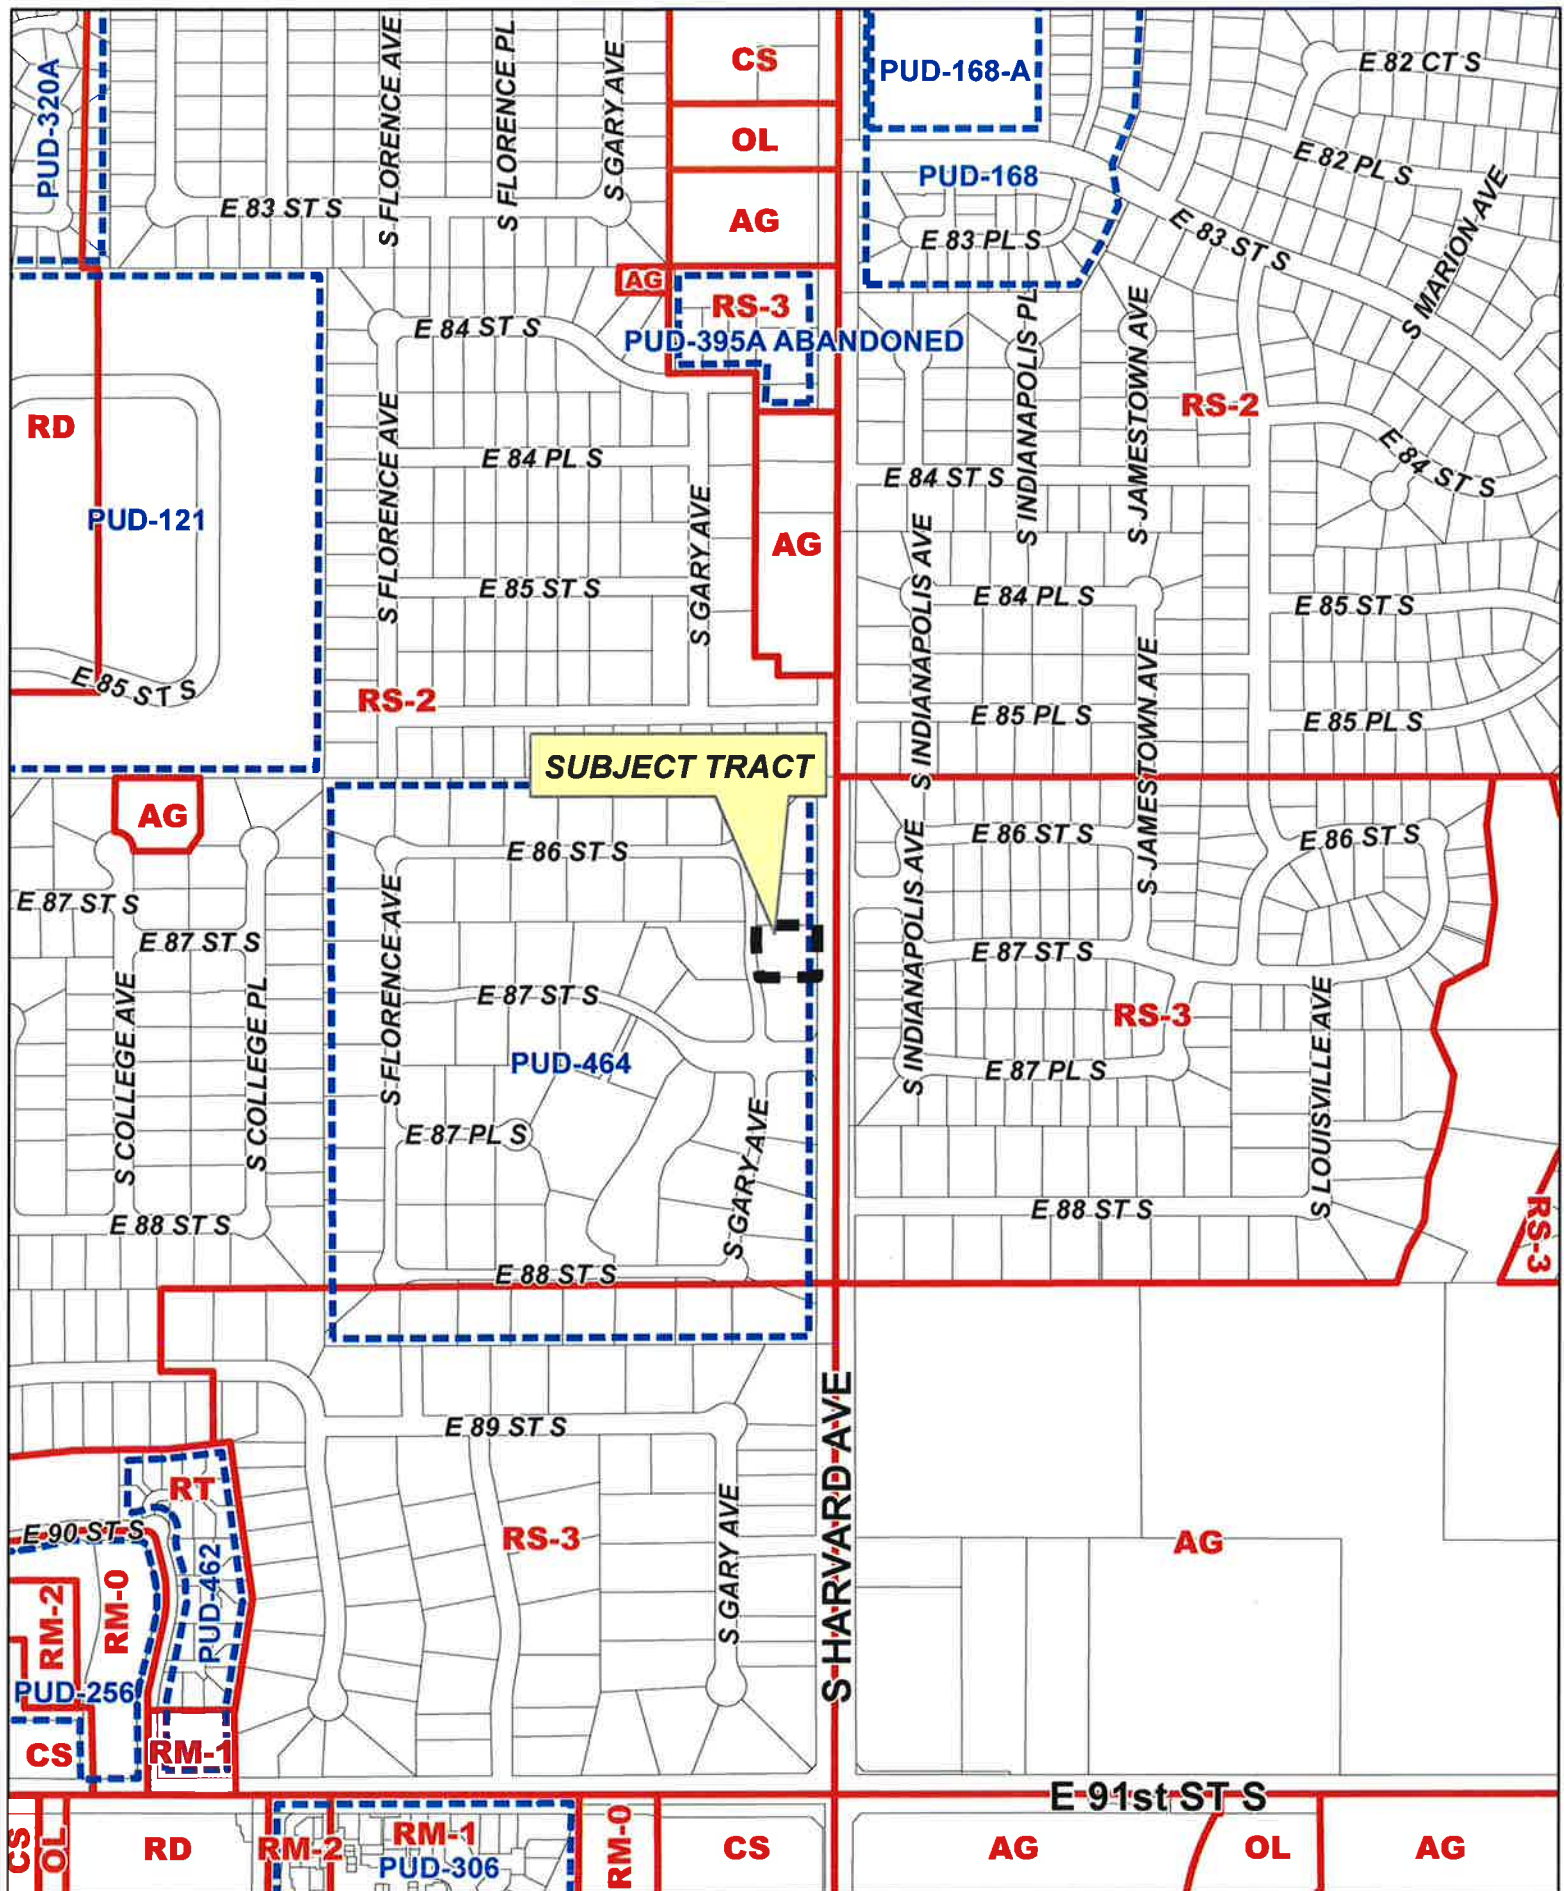 CS
PUD-168-A
E 82 CT S
PUD-320A
S FLORENCE AVE
S FLORENCE PL
S GARY AVE
OL
E 82 PL S
PUD-168
S MARION AVE
E 83 ST S
AG
E 83 PL S
E 83 ST S
AG
RS-3
E 84 ST S
PUD-395A ABANDONED
S INDIANAPOLIS PL
S JAMESTOWN AVE
RS-2
RD
S FLORENCE AVE
E 84 PL S
E 84 ST S
E 84 ST S
PUD-121
S GARY AVE
AG
S INDIANAPOLIS AVE
E 85 ST S
E 84 PL S
E 85 ST S
E 85 ST S
RS-2
S JAMESTOWN AVE
E 85 PL S
E 85 PL S
SUBJECT TRACT
AG
E 86 ST S
E 86 ST S
E 86 ST S
E 87 ST S
S FLORENCE AVE
S INDIANAPOLIS AVE
E 87 ST S
E 87 ST S
E 87 ST S
S COLLEGE AVE
S COLLEGE PL
RS-3
S LOUISVILLE AVE
PUD-464
E 87 PL S
E 87 PL S
S GARY AVE
E 88 ST S
E 88 ST S
RS-3
E 88 ST S
E 89 ST S
S HARVARD AVE
RT
E 90 ST S
RS-3
S GARY AVE
AG
PUD-462
RM-0
RM-2
PUD-256
CS
RM-1
E 91st ST S
CS
OL
RD
RM-2
RM-1
PUD-306
RM-0
CS
AG
OL
AG